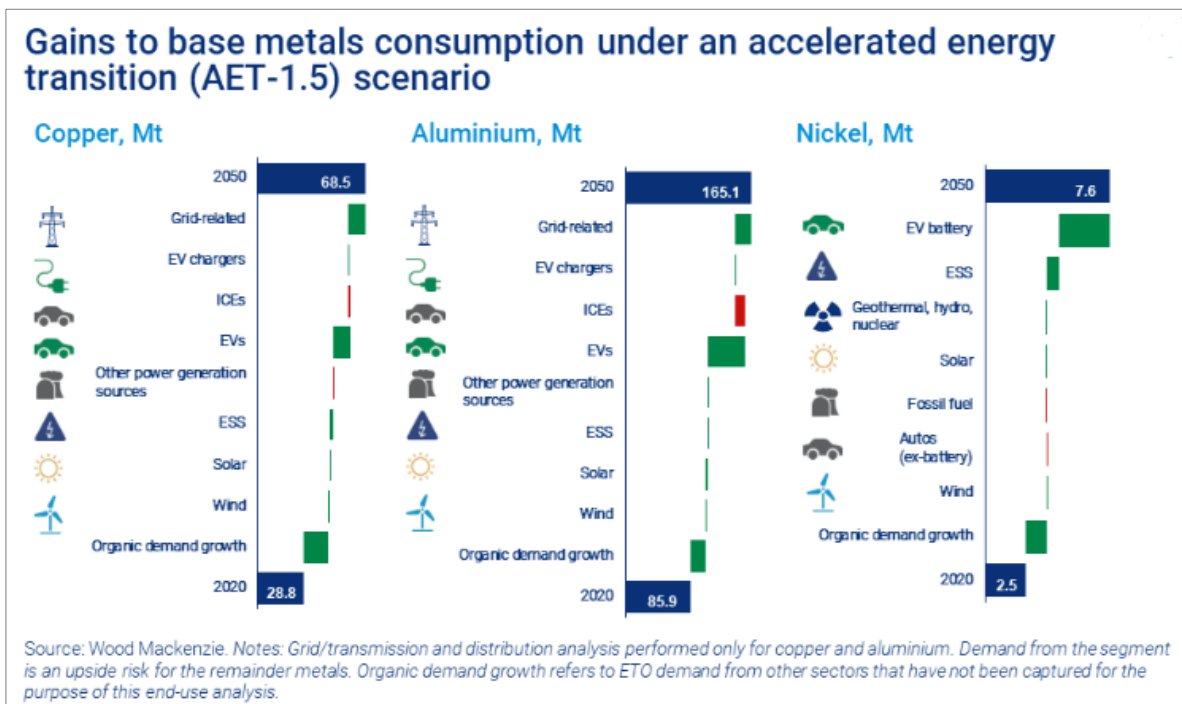 Gains to base metals consumption under an accelerated energy
transition (AET-1.5) scenario
Copper, Mt
2050
68.5
Grid-related
EV chargers
ICEs
EVs
Other power generation
sources
ESS
Solar
Wind
Organic demand growth
2020
28.8
Aluminium, Mt
2050
165.1
Grid-related
EV chargers
ICEs
EVs
Other power generation
sources
ESS
Solar
Wind
Organic demand growth
2020
85.9
Nickel, Mt
2050
7.6
EV battery
ESS
Geothermal, hydro,
nuclear
Solar
Fossil fuel
Autos
(ex-battery)
Wind
Organic demand growth
2020
2.5
Source: Wood Mackenzie. Notes: Grid/transmission and distribution analysis performed only for copper and aluminium. Demand from the segment
is an upside risk for the remainder metals. Organic demand growth refers to ETO demand from other sectors that have not been captured for the
purpose of this end-use analysis.